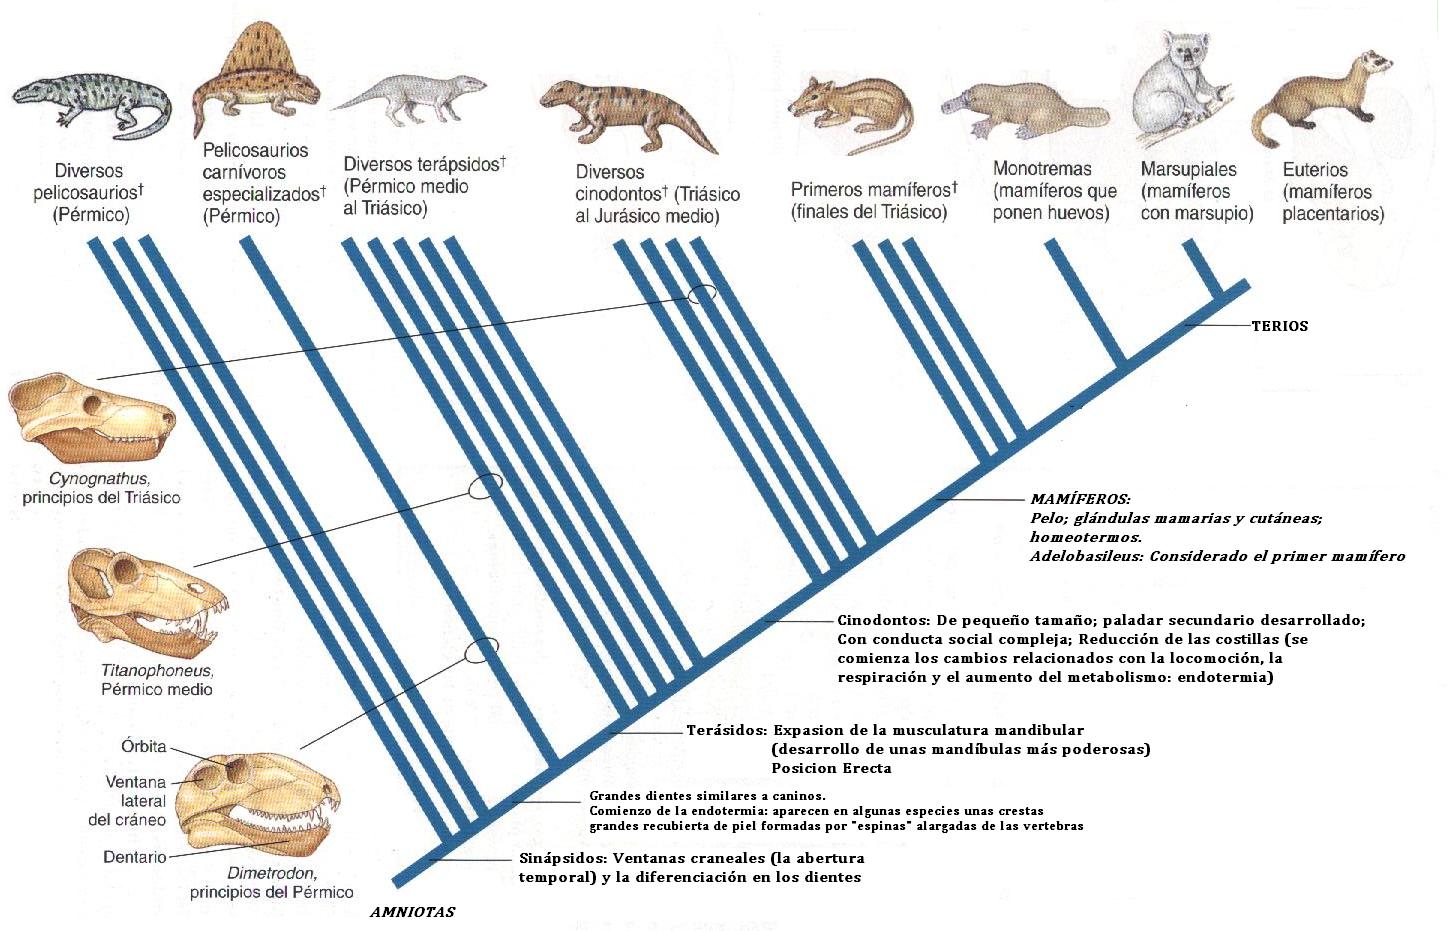 Diversos
pelicosaurios†
(Pérmico)
Pelicosaurios
carnívoros
especializados†
(Pérmico)
Diversos terápsidos†
(Pérmico medio
al Triásico)
Diversos
cinodontos† (Triásico
al Jurásico medio)
Primeros mamíferos†
(finales del Triásico)
Monotremas
(mamíferos que
ponen huevos)
Marsupiales
(mamíferos
con marsupio)
Euterios
(mamíferos
placentarios)
TERIOS
Cynognathus,
principios del Triásico
MAMÍFEROS:
Pelo; glándulas mamarias y cutáneas;
homeotermos.
Adelobasileus: Considerado el primer mamífero
Titanophoneus,
Pérmico medio
Cinodontos: De pequeño tamaño; paladar secundario desarrollado;
Con conducta social compleja; Reducción de las costillas (se
comienza los cambios relacionados con la locomoción, la
respiración y el aumento del metabolismo: endotermia)
Terásidos: Expasion de la musculatura mandibular
(desarrollo de unas mandíbulas más poderosas)
Posicion Erecta
Órbita
Ventana
lateral
del cráneo
Dentario
Dimetrodon,
principios del Pérmico
Grandes dientes similares a caninos.
Comienzo de la endotermia: aparecen en algunas especies unas crestas
grandes recubierta de piel formadas por "espinas" alargadas de las vertebras
Sinápsidos: Ventanas craneales (la abertura
temporal) y la diferenciación en los dientes
AMNIOTAS